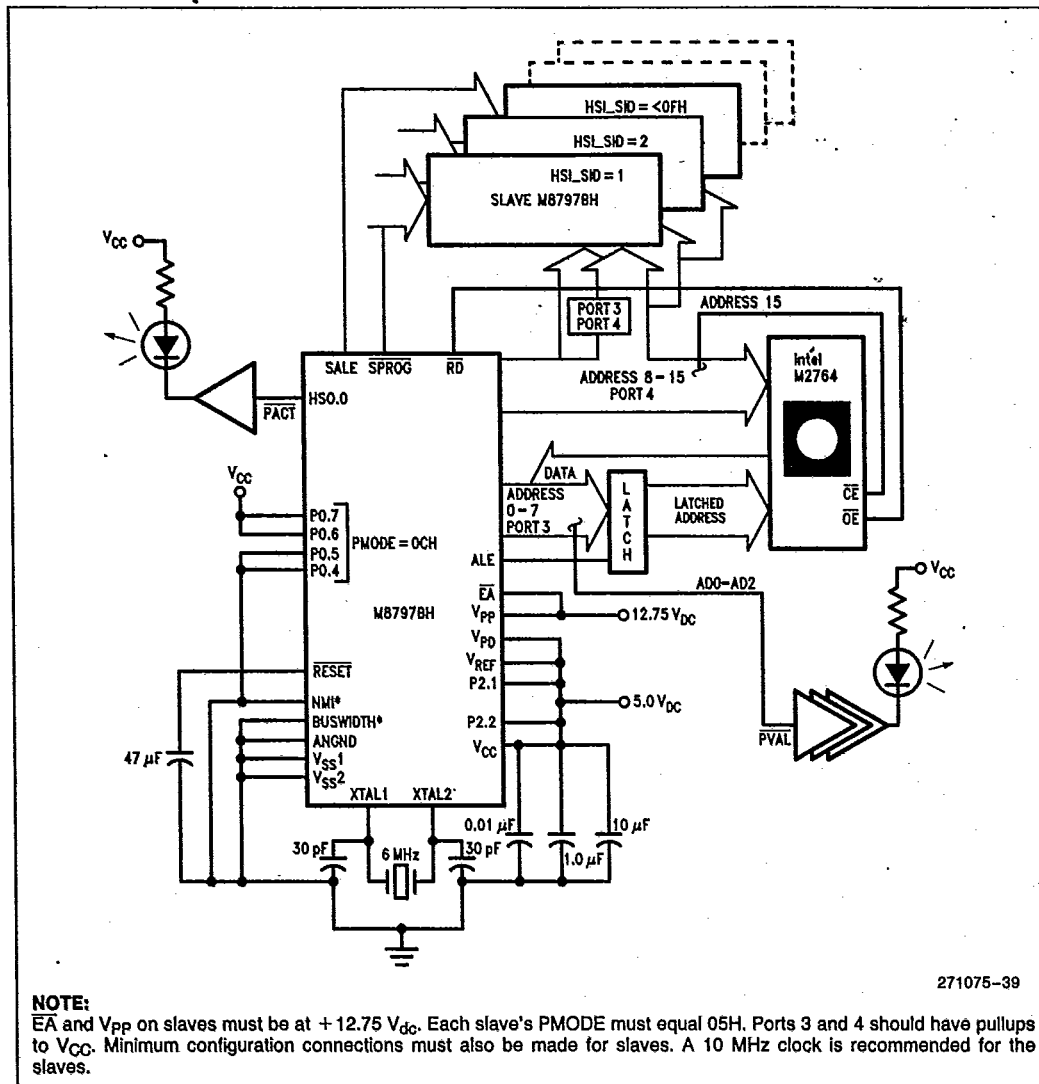 HSI_SID = <0FH
HSI_SID = 2
HSI_SID = 1
SLAVE M8797BH
VCC
PORT 3
PORT 4
ADDRESS 15
SALE SPROG RD
ADDRESS 8-15
PORT 4
intel
M2764
PACT
HSO.0
VCC
DATA
ADDRESS
0-7
PORT 3
LATCH
LATCHED
ADDRESS
CE
OE
P0.7
P0.6
P0.5
P0.4
PMODE = 0CH
ALE
AD0-AD2
VCC
M8797BH
EA
VPP
12.75 VDC
VPD
VREF
P2.1
5.0 VDC
P2.2
VCC
PVAL
RESET
NMI*
BUSWIDTH*
ANGND
VSS1
VSS2
47 µF
XTAL1 XTAL2
30 pF
6 MHz
30 pF
0.01 µF
1.0 µF
10 µF
271075-39
NOTE:
EA and VPP on slaves must be at +12.75 Vdc. Each slave's PMODE must equal 05H. Ports 3 and 4 should have pullups
to VCC. Minimum configuration connections must also be made for slaves. A 10 MHz clock is recommended for the
slaves.